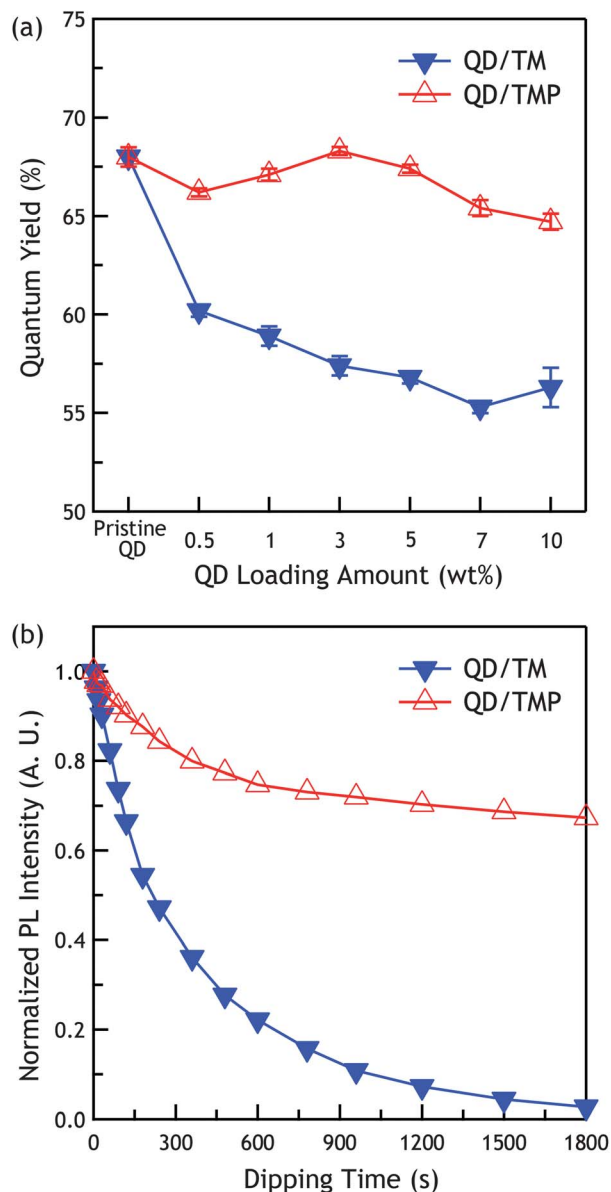 (a)
75
70
65
60
55
50
Quantum Yield (%)
QD/TM
QD/TMP
Pristine
QD
0.5
1
3
5
7
10
QD Loading Amount (wt%)
(b)
1.0
0.8
0.6
0.4
0.2
0.0
Normalized PL Intensity (A. U.)
QD/TM
QD/TMP
0
300
600
900
1200
1500
1800
Dipping Time (s)